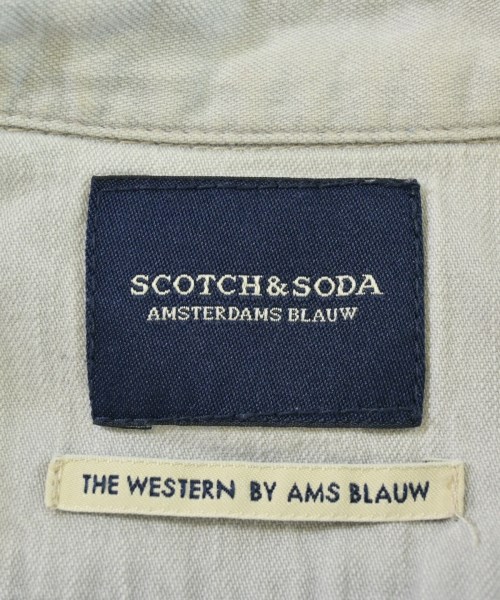 SCOTCH & SODA
AMSTERDAMS BLAUW
THE WESTERN BY AMS BLAUW